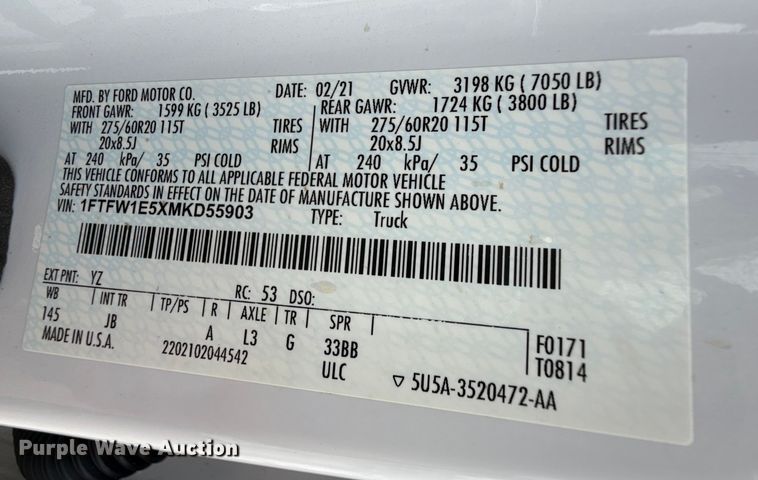 MFD. BY FORD MOTOR CO. DATE: 02/21 GVWR: 3198 KG ( 7050 LB)
FRONT GAWR: 1599 KG ( 3525 LB) REAR GAWR: 1724 KG ( 3800 LB)
WITH 275/60R20 115T TIRES WITH 275/60R20 115T TIRES
20x8.5J RIMS 20x8.5J RIMS
AT 240 kPa/ 35 PSI COLD AT 240 kPa/ 35 PSI COLD
THIS VEHICLE CONFORMS TO ALL APPLICABLE FEDERAL MOTOR VEHICLE
SAFETY STANDARDS IN EFFECT ON THE DATE OF MANUFACTURE SHOWN ABOVE.
VIN: 1FTFW1E5XMKD55903 TYPE: Truck
EXT PNT: YZ RC: 53 DSO:
WB INT TR TP/PS R AXLE TR SPR
145 JB A L3 G 33BB F0171
MADE IN U.S.A. 2202102044542 ULC T0814
▽ 5U5A-3520472-AA
Purple Wave Auction